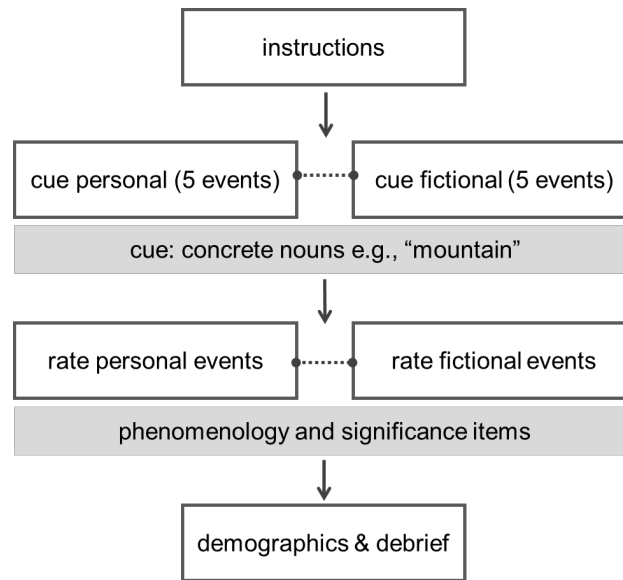 instructions
cue personal (5 events)
cue fictional (5 events)
cue: concrete nouns e.g., “mountain”
rate personal events
rate fictional events
phenomenology and significance items
demographics & debrief